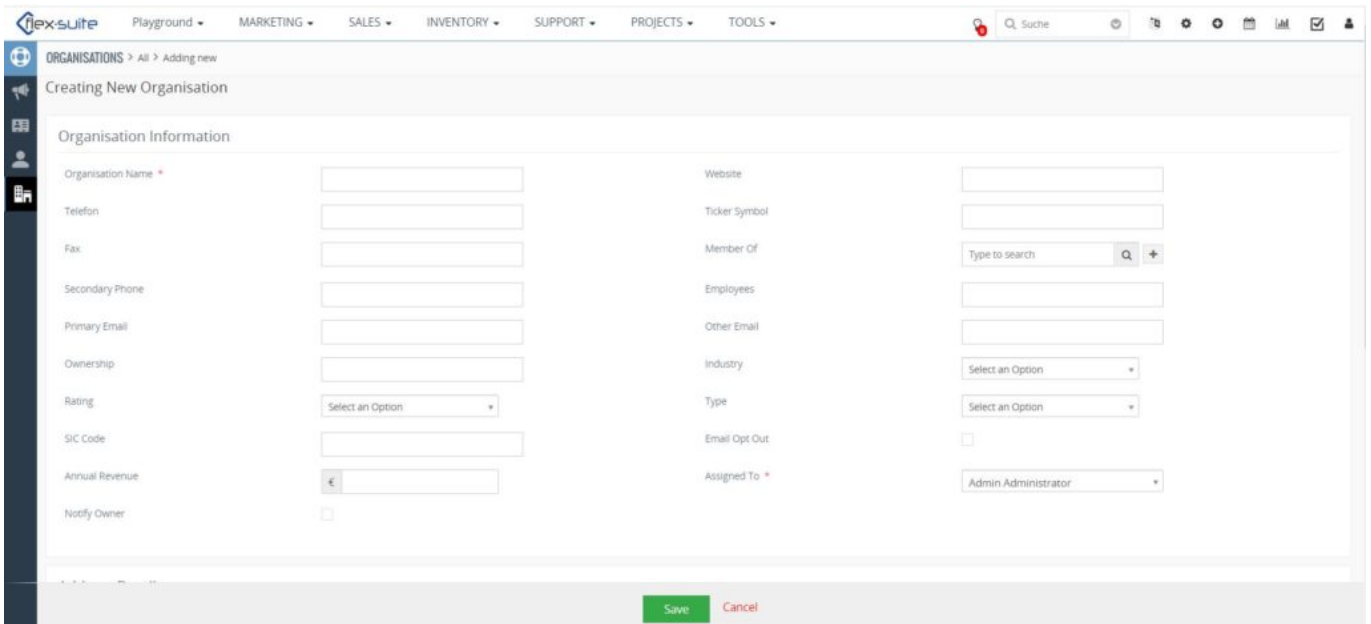 flex-suite Playground MARKETING SALES INVENTORY SUPPORT PROJECTS TOOLS 0 Suche
ORGANISATIONS > All > Adding new
Creating New Organisation
Organisation Information
Organisation Name * Website
Telefon Ticker Symbol
Fax Member Of Type to search
Secondary Phone Employees
Primary Email Other Email
Ownership Industry Select an Option
Rating Select an Option Type Select an Option
SIC Code Email Opt Out
Annual Revenue € Assigned To * Admin Administrator
Notify Owner
Save Cancel